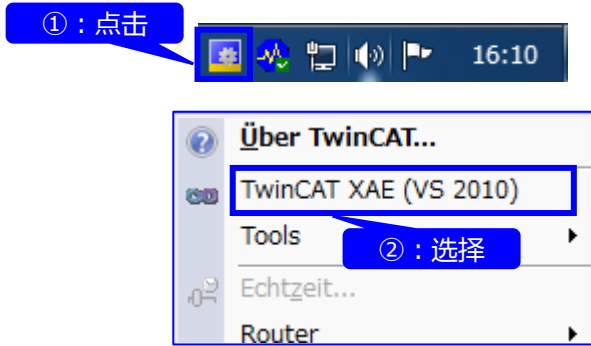 ①：点击
16:10
Über TwinCAT...
TwinCAT XAE (VS 2010)
Tools
②：选择
Echtzeit...
Router